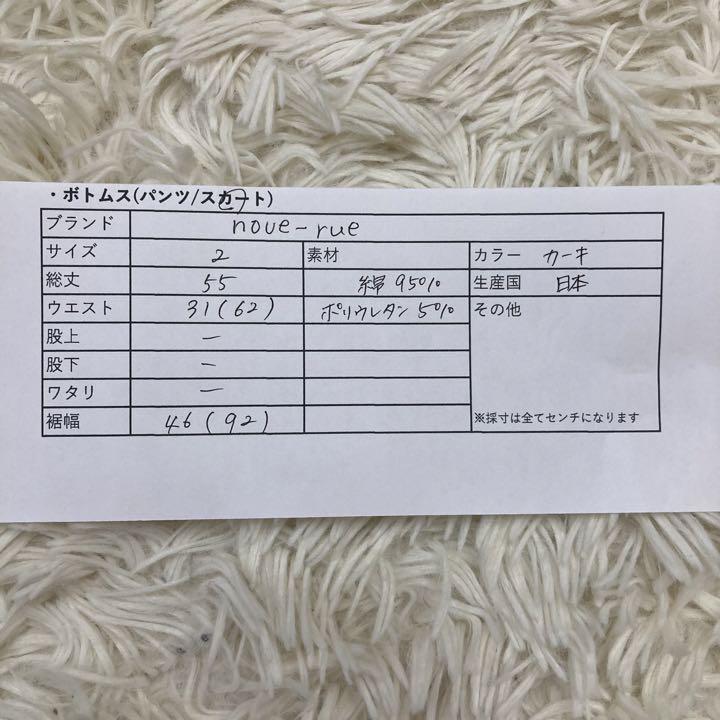 ・ボトムス(パンツ/スカート)
ブランド noue-rue
サイズ 2 素材 カラー カーキ
総丈 55 綿 95% 生産国 日本
ウエスト 31(62) ポリウレタン 5% その他
股上 ー
股下 ー
ワタリ ー
裾幅 46(92) ※採寸は全てセンチになります